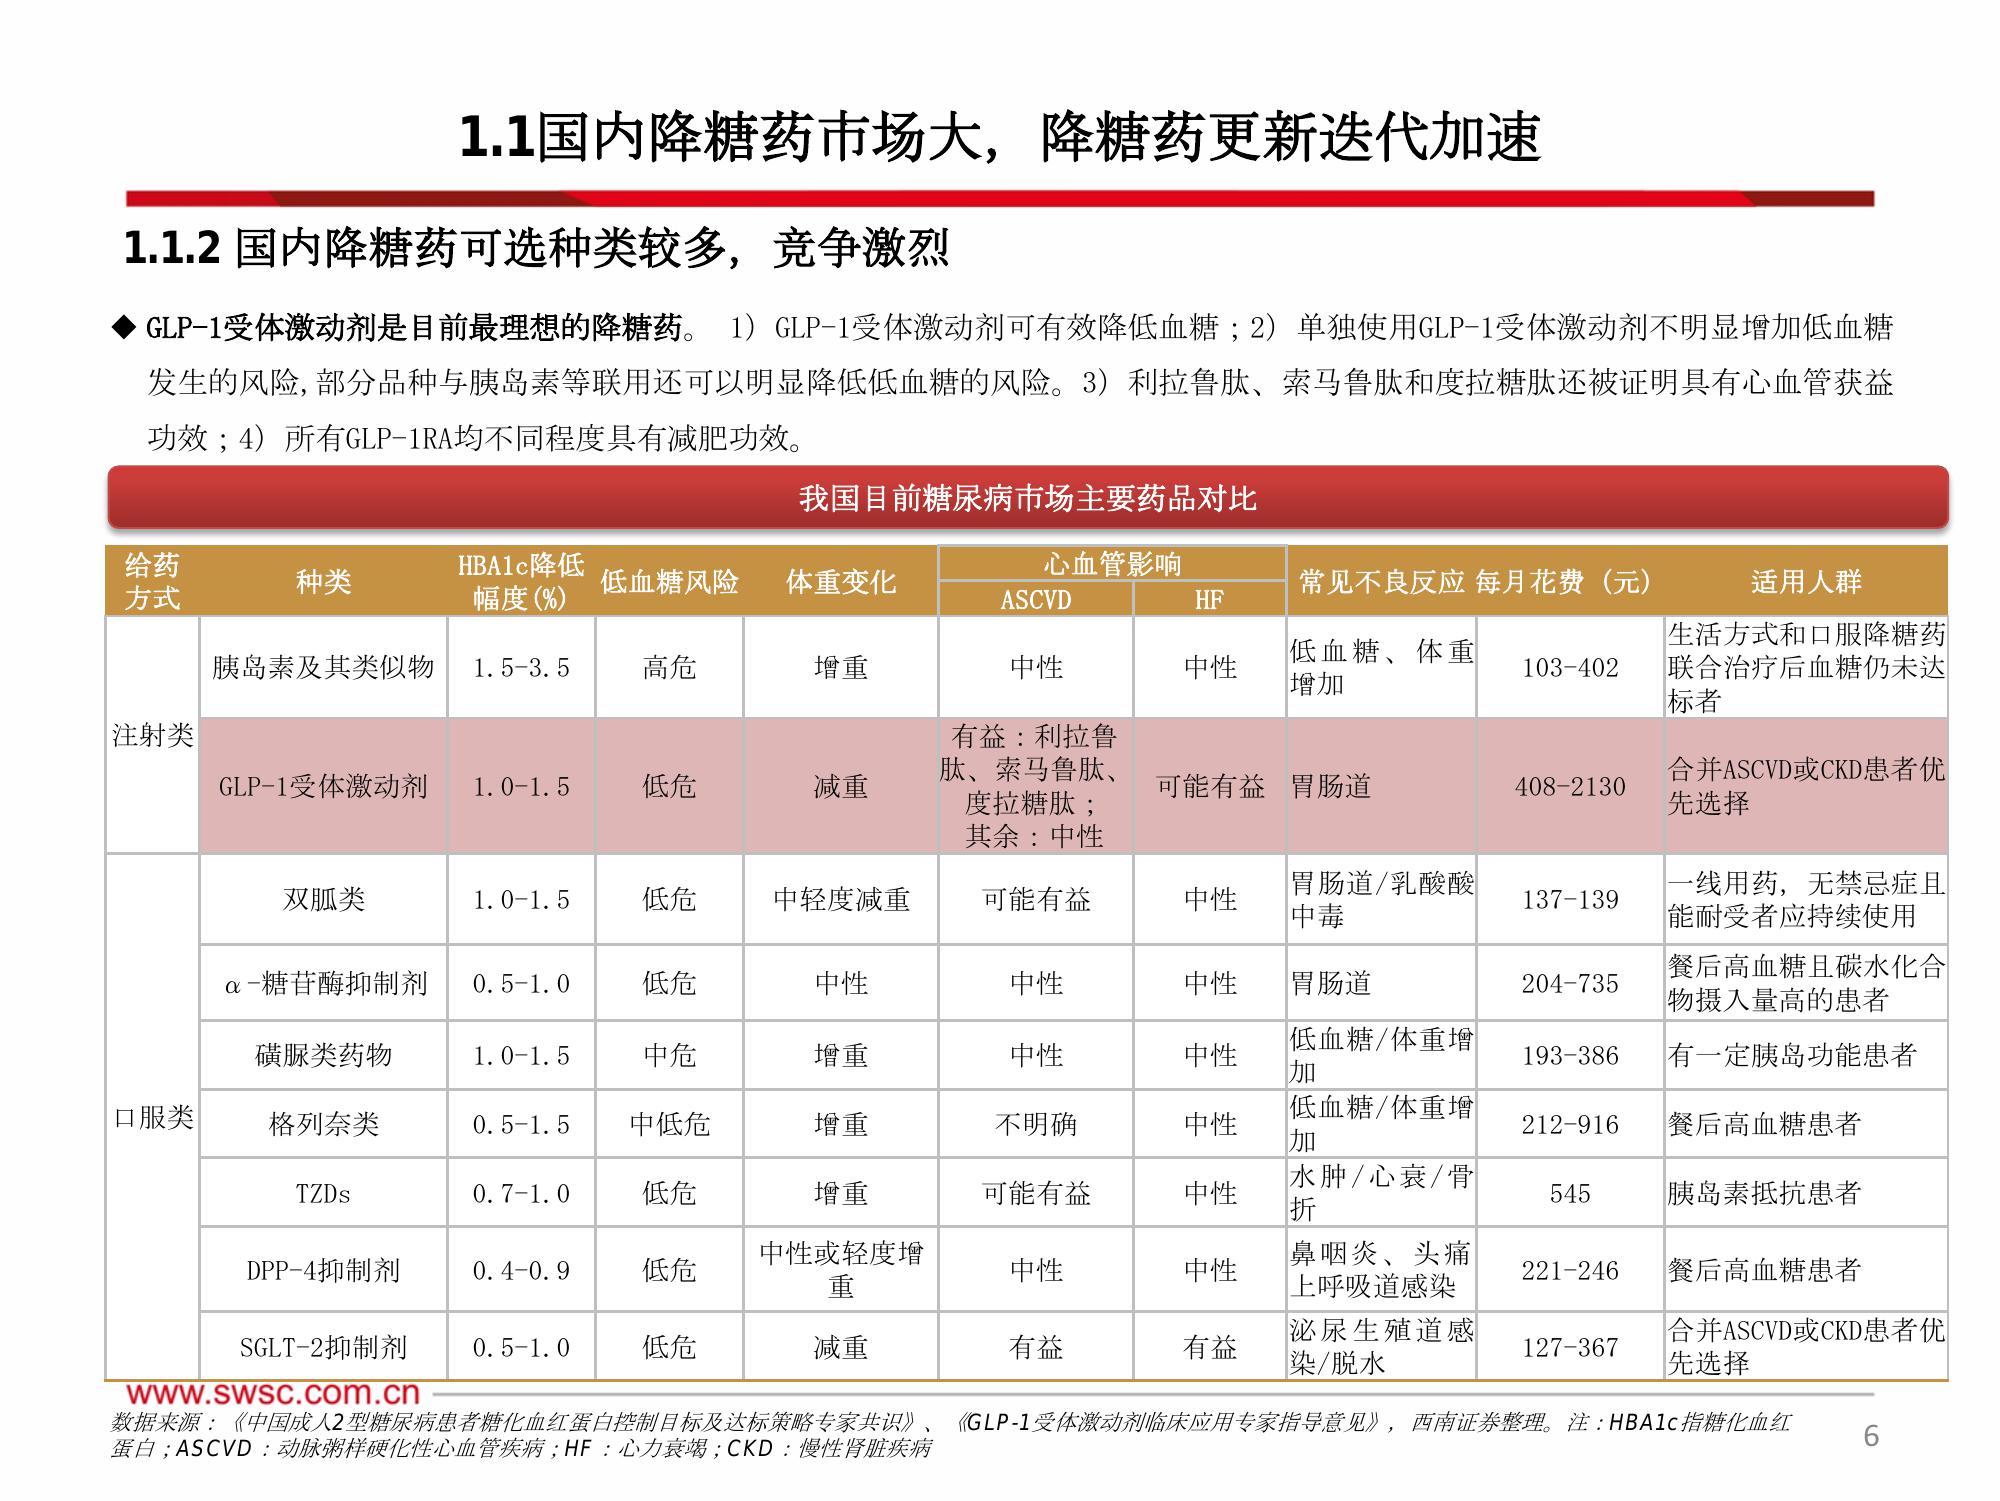 1.1国内降糖药市场大，降糖药更新迭代加速
1.1.2 国内降糖药可选种类较多，竞争激烈
◆ GLP-1受体激动剂是目前最理想的降糖药。 1）GLP-1受体激动剂可有效降低血糖；2）单独使用GLP-1受体激动剂不明显增加低血糖
发生的风险,部分品种与胰岛素等联用还可以明显降低低血糖的风险。3）利拉鲁肽、索马鲁肽和度拉糖肽还被证明具有心血管获益
功效；4）所有GLP-1RA均不同程度具有减肥功效。
我国目前糖尿病市场主要药品对比
给药
方式
种类
HBA1c降低
幅度(%)
低血糖风险
体重变化
心血管影响
ASCVD
HF
常见不良反应
每月花费（元）
适用人群
注射类
胰岛素及其类似物
1.5-3.5
高危
增重
中性
中性
低血糖、体重
增加
103-402
生活方式和口服降糖药
联合治疗后血糖仍未达
标者
GLP-1受体激动剂
1.0-1.5
低危
减重
有益：利拉鲁
肽、索马鲁肽、
度拉糖肽；
其余：中性
可能有益
胃肠道
408-2130
合并ASCVD或CKD患者优
先选择
口服类
双胍类
1.0-1.5
低危
中轻度减重
可能有益
中性
胃肠道/乳酸酸
中毒
137-139
一线用药，无禁忌症且
能耐受者应持续使用
α-糖苷酶抑制剂
0.5-1.0
低危
中性
中性
中性
胃肠道
204-735
餐后高血糖且碳水化合
物摄入量高的患者
磺脲类药物
1.0-1.5
中危
增重
中性
中性
低血糖/体重增
加
193-386
有一定胰岛功能患者
格列奈类
0.5-1.5
中低危
增重
不明确
中性
低血糖/体重增
加
212-916
餐后高血糖患者
TZDs
0.7-1.0
低危
增重
可能有益
中性
水肿/心衰/骨
折
545
胰岛素抵抗患者
DPP-4抑制剂
0.4-0.9
低危
中性或轻度增
重
中性
中性
鼻咽炎、头痛
上呼吸道感染
221-246
餐后高血糖患者
SGLT-2抑制剂
0.5-1.0
低危
减重
有益
有益
泌尿生殖道感
染/脱水
127-367
合并ASCVD或CKD患者优
先选择
www.swsc.com.cn
数据来源：《中国成人2型糖尿病患者糖化血红蛋白控制目标及达标策略专家共识》、《GLP-1受体激动剂临床应用专家指导意见》，西南证券整理。注：HBA1c指糖化血红
蛋白；ASCVD：动脉粥样硬化性心血管疾病；HF：心力衰竭；CKD：慢性肾脏疾病
6